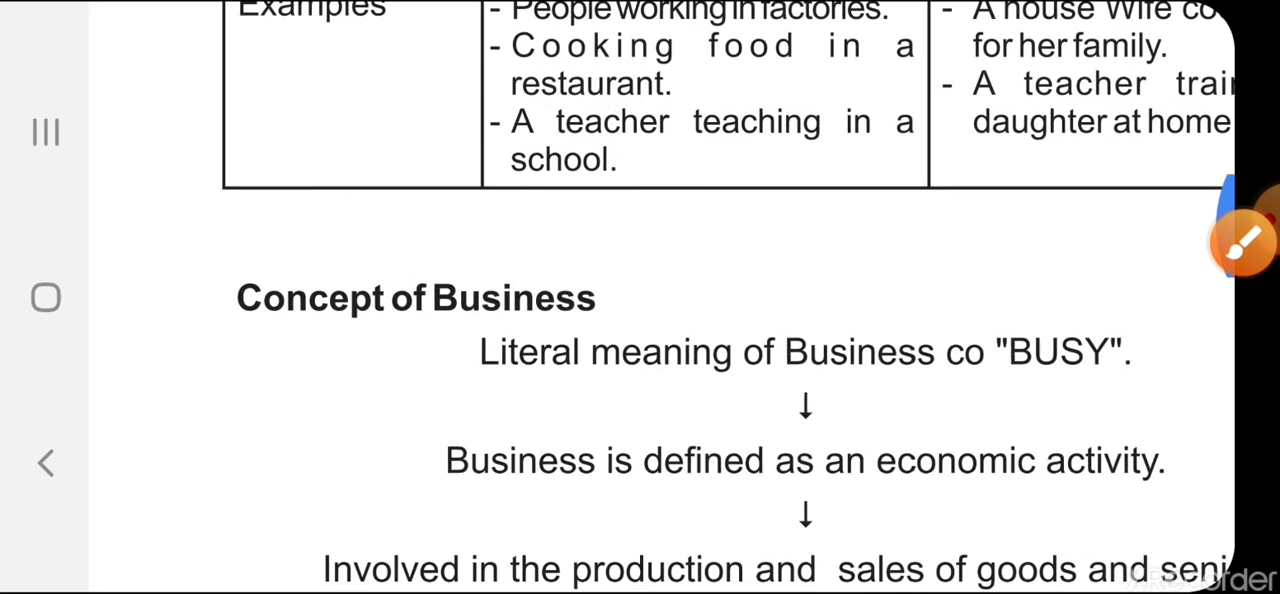 Examples
- People working in factories.
- Cooking food in a
restaurant.
- A teacher teaching in a
school.
- A house Wife
for her family.
- A teacher
daughter at home
Concept of Business
Literal meaning of Business co "BUSY".
↓
Business is defined as an economic activity.
↓
Involved in the production and sales of goods and